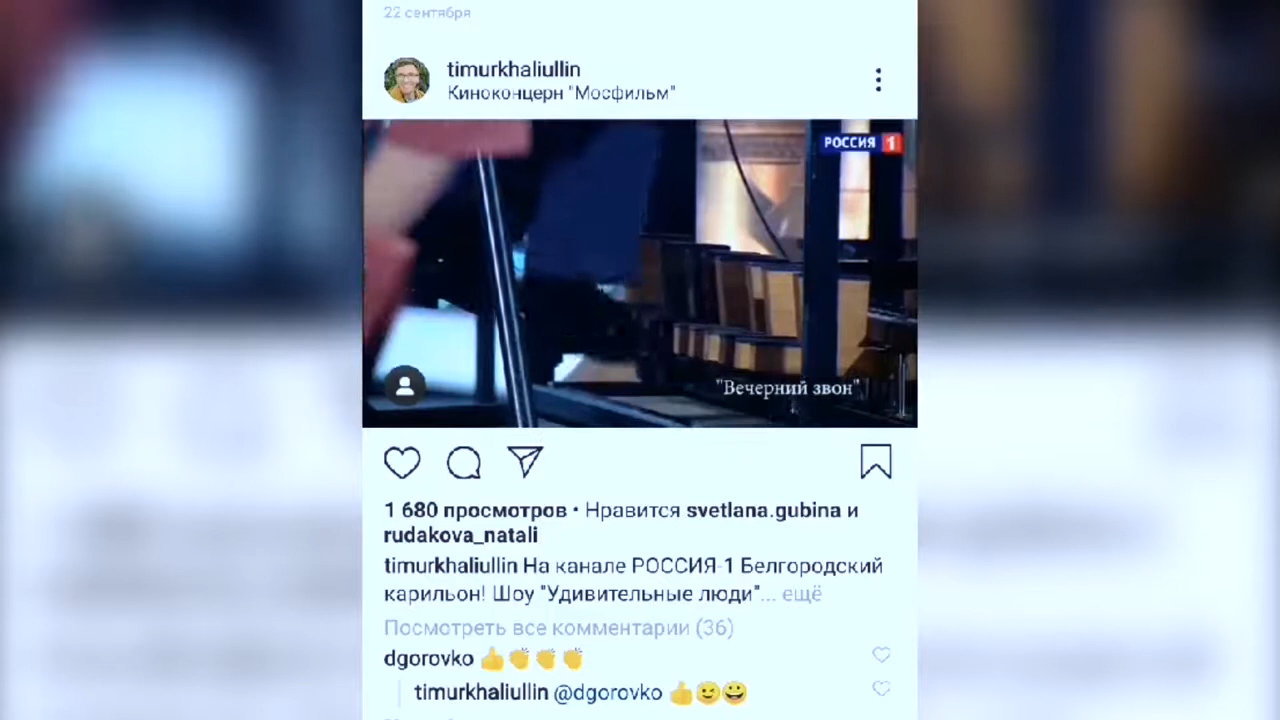 22 сентября
timurkhaliullin
Киноконцерн "Мосфильм"
РОССИЯ 1
"Вечерний звон"
1 680 просмотров • Нравится svetlana.gubina и
rudakova_natali
timurkhaliullin На канале РОССИЯ-1 Белгородский
карильон! Шоу "Удивительные люди"... ещё
Посмотреть все комментарии (36)
dgorovko 👍👏👏👏
timurkhaliullin @dgorovko 👍😉😀